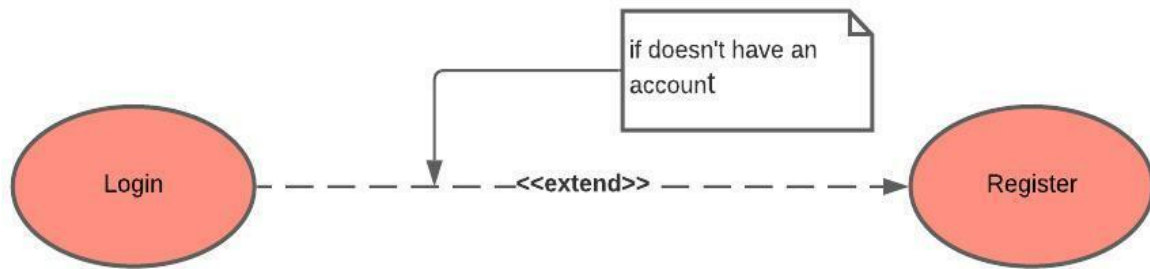 if doesn't have an
account
Login
<<extend>>
Register